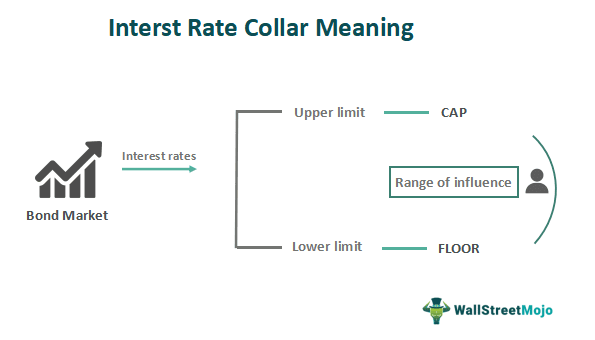 Interst Rate Collar Meaning
Upper limit
CAP
Interest rates
Range of influence
Bond Market
Lower limit
FLOOR
WallStreetMojo